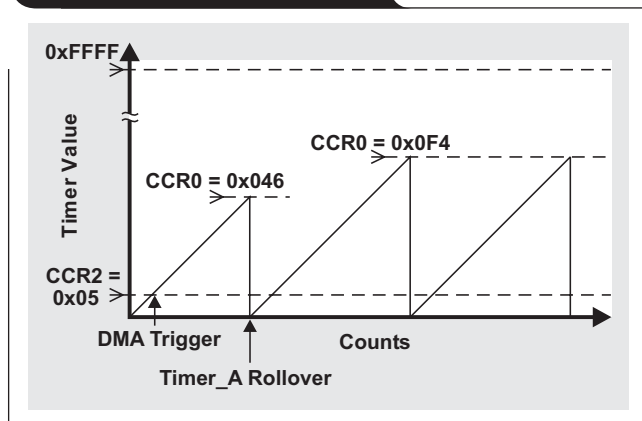 0xFFFF
Timer Value
CCR0 = 0x0F4
CCR0 = 0x046
CCR2 =
0x05
DMA Trigger
Counts
Timer_A Rollover